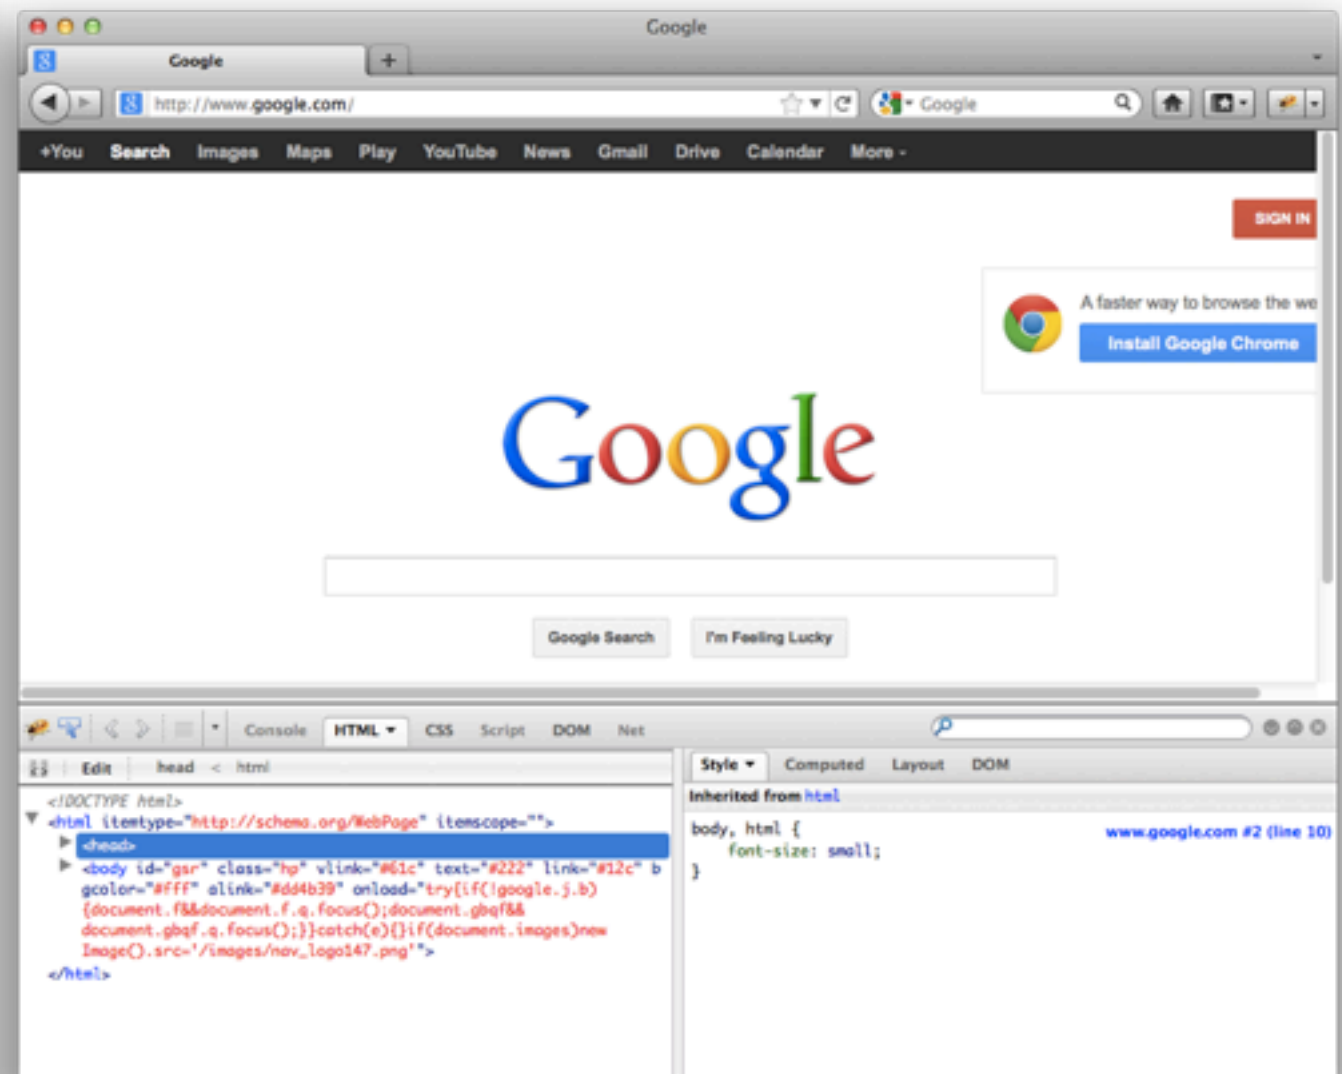 Google
Google
http://www.google.com/
Google
+You Search Images Maps Play YouTube News Gmail Drive Calendar More
SIGN IN
A faster way to browse the we
Install Google Chrome
Google
Google Search I'm Feeling Lucky
Console HTML CSS Script DOM Net
Edit head < html
<!DOCTYPE html>
<html itemtype="http://schema.org/WebPage" itemscope="">
<head>
<body id="gsr" class="hp" vlink="#61c" text="#222" link="#12c" b
gcolor="#fff" alink="#dd4b39" onload="try{if(!google.j.b)
{document.f&&document.f.q.focus();document.gbqf&&
document.gbqf.q.focus();}}catch(e){}if(document.images)new
Image().src='/images/nav_logo147.png'">
</html>
Style Computed Layout DOM
Inherited from html
body, html { www.google.com #2 (line 10)
font-size: small;
}